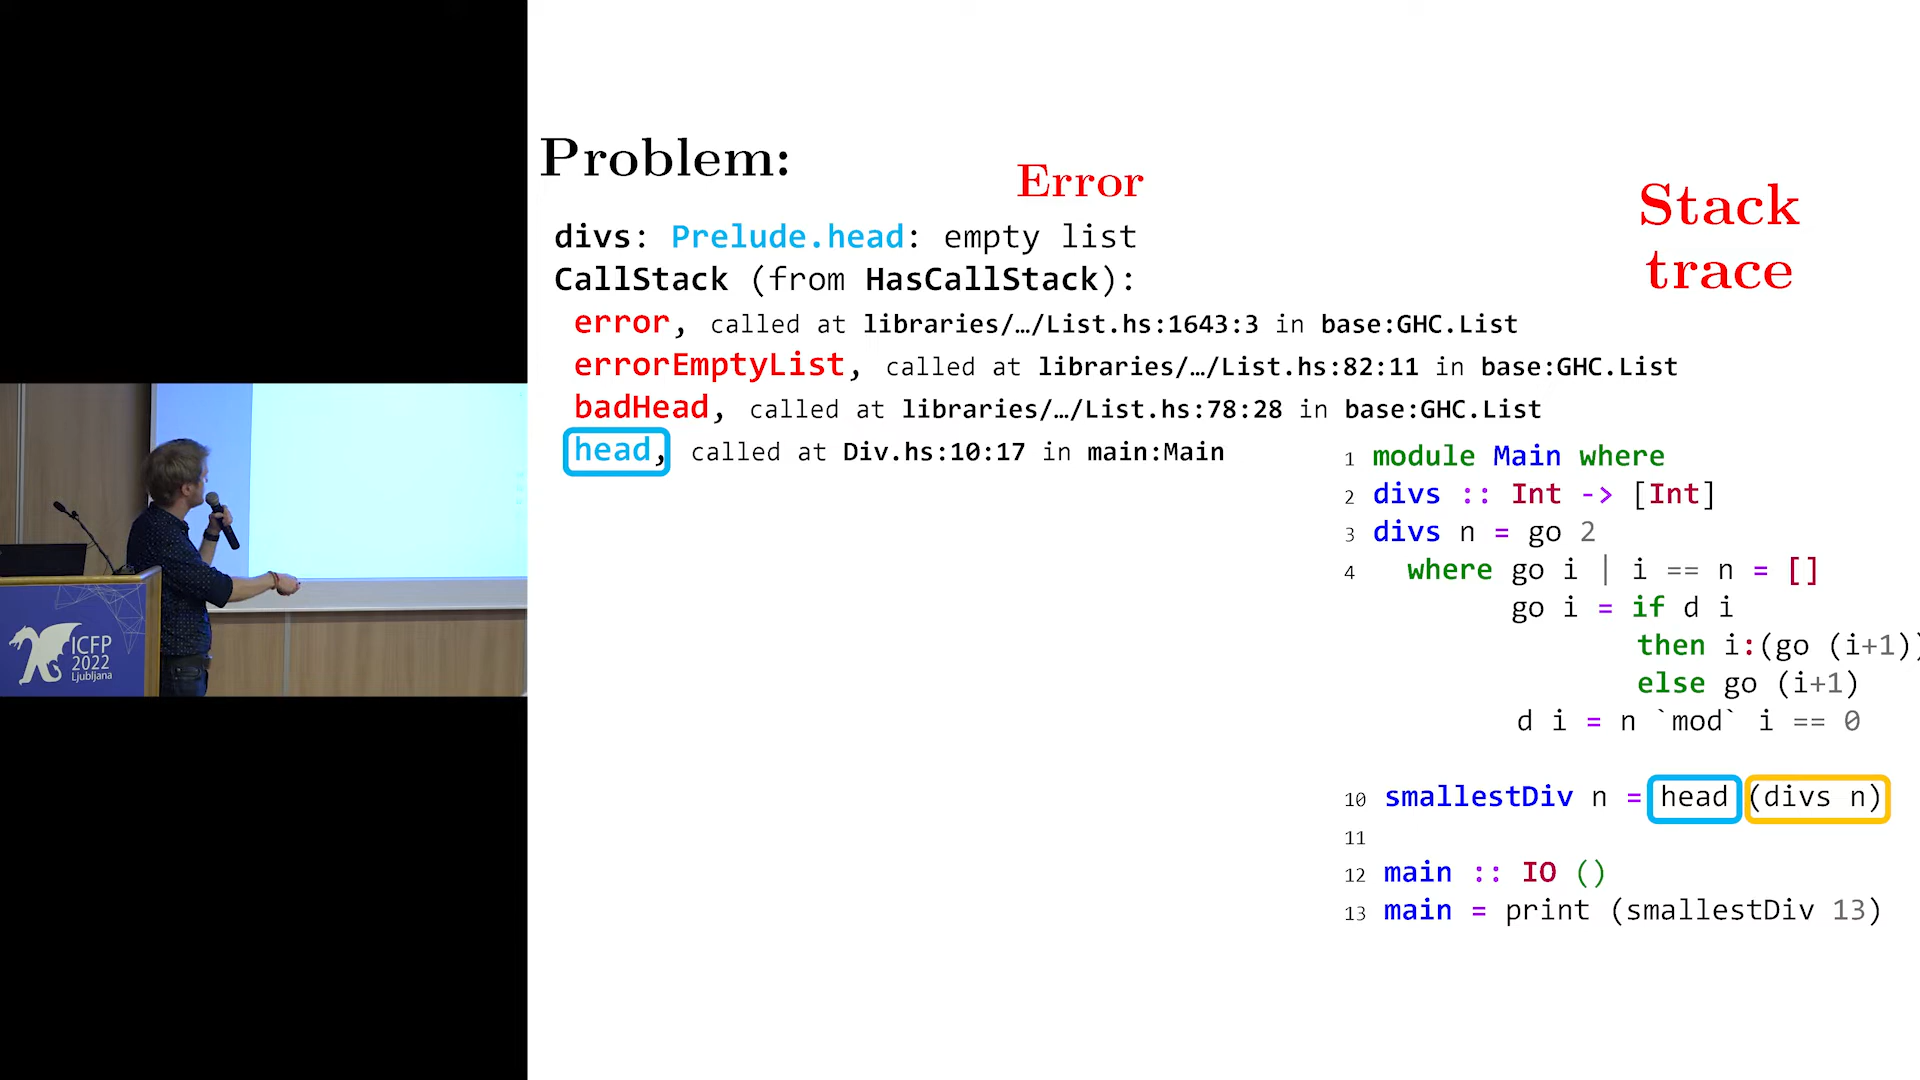 Problem:
Error
Stack
trace
divs: Prelude.head: empty list
CallStack (from HasCallStack):
error, called at libraries/…/List.hs:1643:3 in base:GHC.List
errorEmptyList, called at libraries/…/List.hs:82:11 in base:GHC.List
badHead, called at libraries/…/List.hs:78:28 in base:GHC.List
head, called at Div.hs:10:17 in main:Main
1 module Main where
2 divs :: Int -> [Int]
3 divs n = go 2
4 where go i | i == n = []
go i = if d i
then i:(go (i+1))
else go (i+1)
d i = n `mod` i == 0
10 smallestDiv n = head (divs n)
11
12 main :: IO ()
13 main = print (smallestDiv 13)
ICFP
2022
Ljubljana